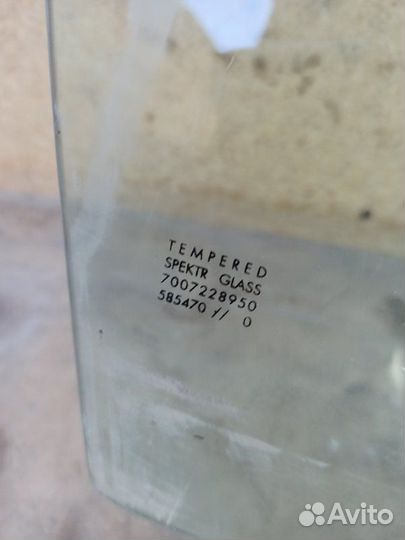 TEMPERED
SPEKTR GLASS
7007228950
585470 // 0
Avito